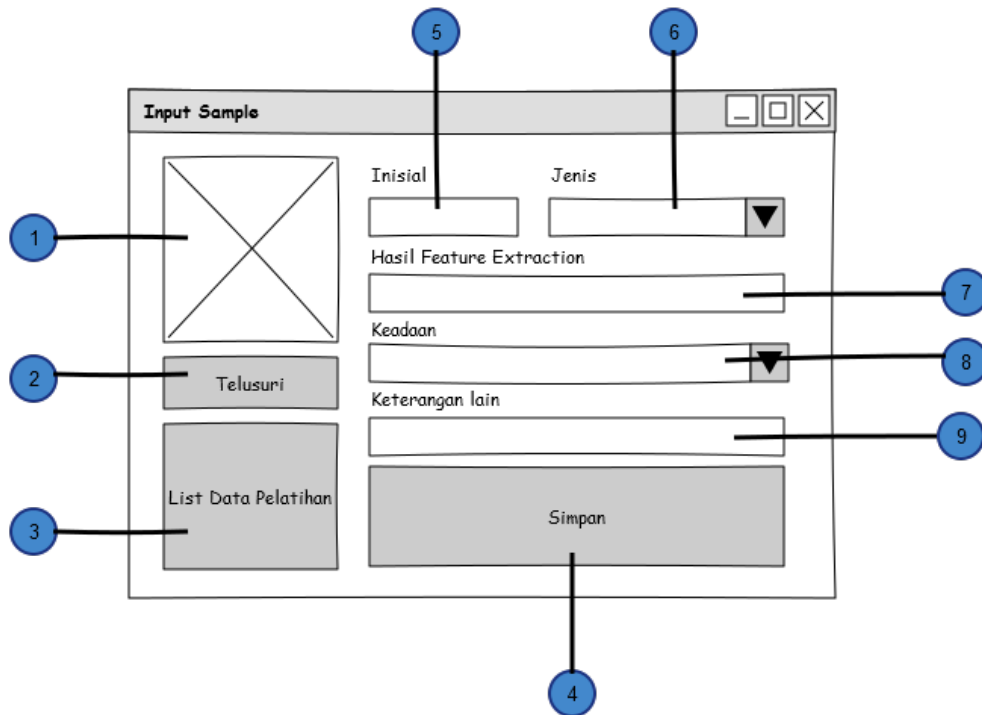 5
6
Input Sample
Inisial
Jenis
1
Hasil Feature Extraction
7
Keadaan
8
2
Telusuri
Keterangan lain
9
List Data Pelatihan
3
Simpan
4